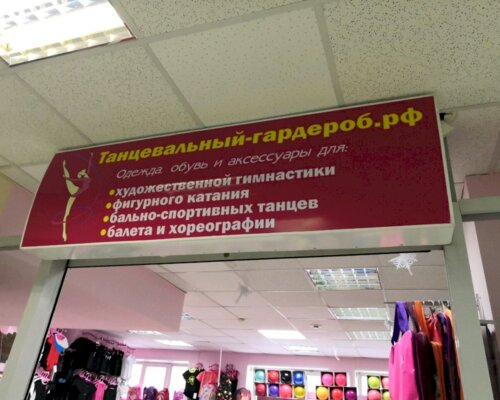 Танцевальный-гардероб.рф
Одежда, обувь и аксессуары для:
•художественной гимнастики
•фигурного катания
•бально-спортивных танцев
•балета и хореографии